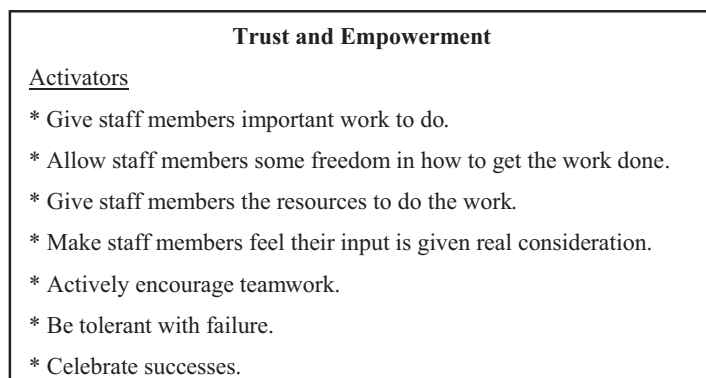 Trust and Empowerment
Activators
* Give staff members important work to do.
* Allow staff members some freedom in how to get the work done.
* Give staff members the resources to do the work.
* Make staff members feel their input is given real consideration.
* Actively encourage teamwork.
* Be tolerant with failure.
* Celebrate successes.